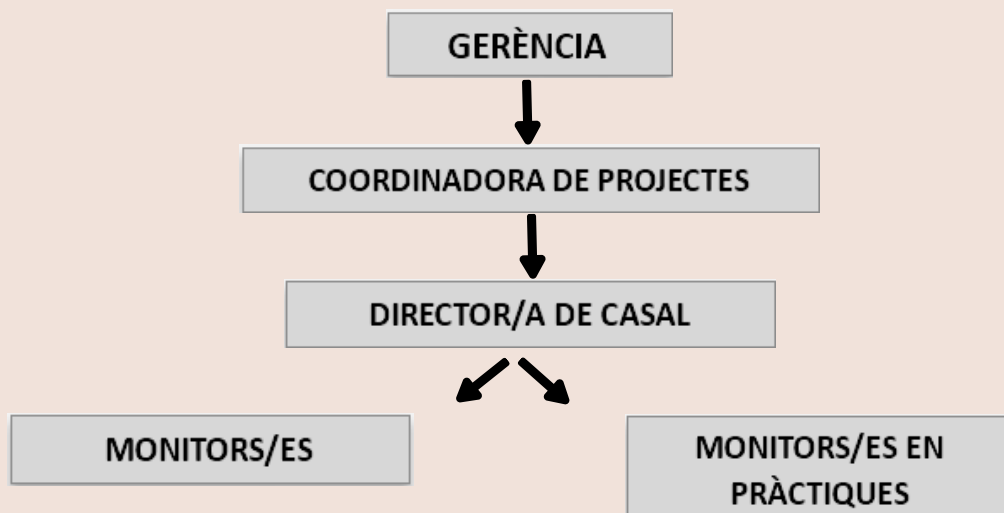 GERÈNCIA
COORDINADORA DE PROJECTES
DIRECTOR/A DE CASAL
MONITORS/ES
MONITORS/ES EN
PRÀCTIQUES